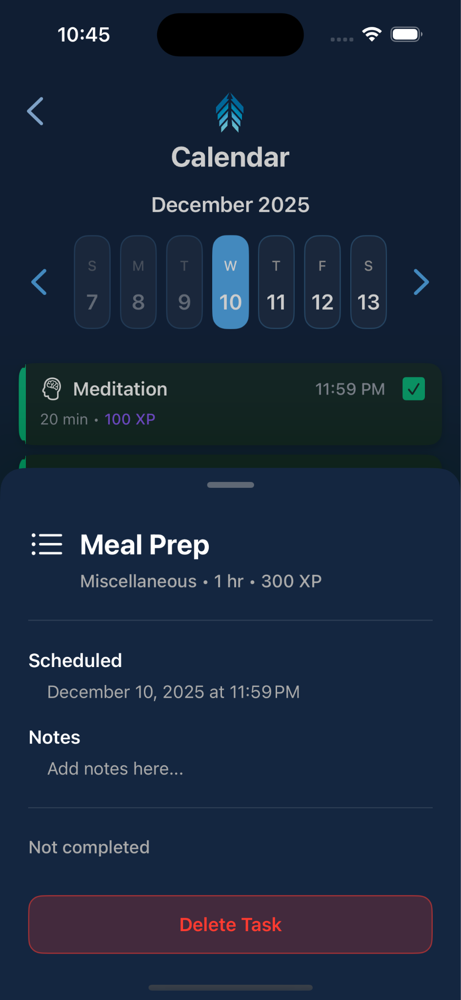 10:45
Calendar
December 2025
S M T W T F S
7 8 9 10 11 12 13
Meditation 11:59 PM
20 min • 100 XP
Meal Prep
Miscellaneous • 1 hr • 300 XP
Scheduled
December 10, 2025 at 11:59 PM
Notes
Add notes here...
Not completed
Delete Task